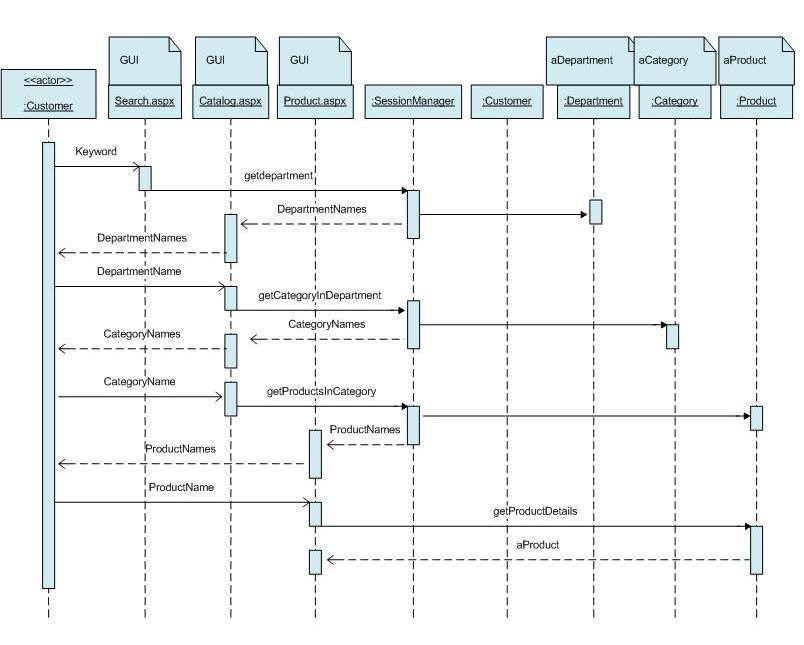 GUI
GUI
GUI
aDepartment
aCategory
aProduct
<<actor>>
:Customer
Search.aspx
Catalog.aspx
Product.aspx
:SessionManager
:Customer
:Department
:Category
:Product
Keyword
getdepartment
DepartmentNames
DepartmentNames
DepartmentName
getCategoryInDepartment
CategoryNames
CategoryNames
CategoryName
getProductsInCategory
ProductNames
ProductNames
ProductName
getProductDetails
aProduct